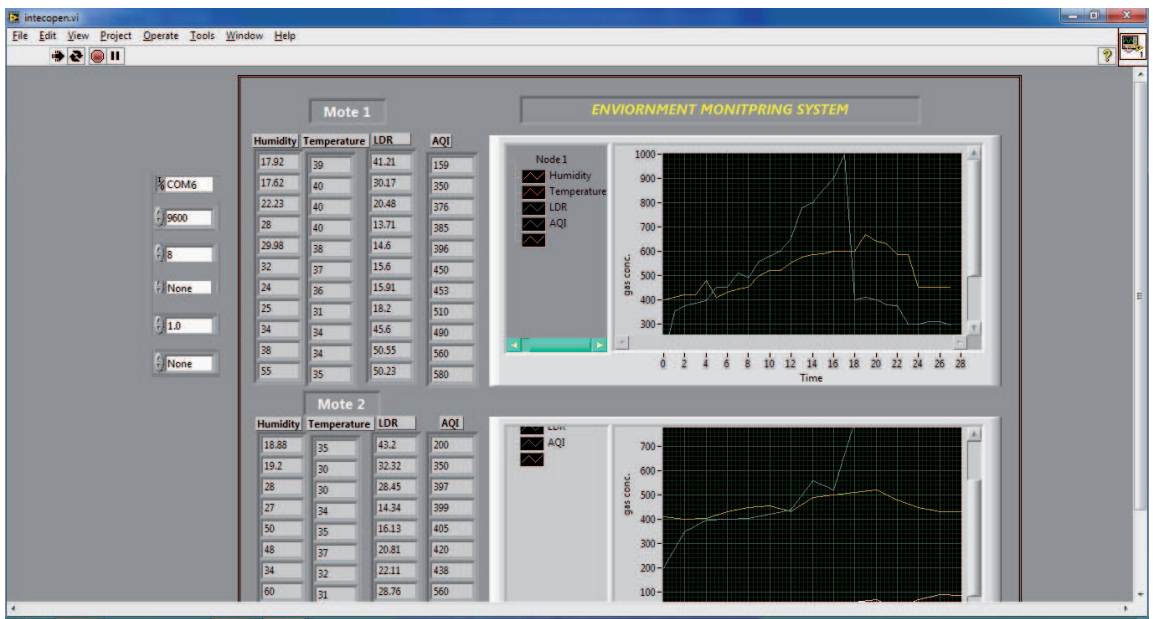 intecopen.vi
File Edit View Project Operate Tools Window Help
1
Mote 1
ENVIORNMENT MONITPRING SYSTEM
Humidity Temperature LDR AQI
17.92 39 41.21 159
17.62 40 30.17 350
22.23 40 20.48 376
28 40 13.71 385
29.98 38 14.6 396
32 37 15.6 450
24 36 15.91 453
25 31 18.2 510
34 34 45.6 490
38 34 50.55 560
55 35 50.23 580
COM6
9600
8
None
1.0
None
Node1
Humidity
Temperature
LDR
AQI
gas conc.
1000
900
800
700
600
500
400
300
0 2 4 6 8 10 12 14 16 18 20 22 24 26 28
Time
Mote 2
Humidity Temperature LDR AQI
18.88 35 43.2 200
19.2 30 32.32 350
28 30 28.45 397
27 34 14.34 399
50 35 16.13 405
48 37 20.81 420
34 32 22.11 438
60 31 28.76 560
LDR
AQI
gas conc.
700
600
500
400
300
200
100